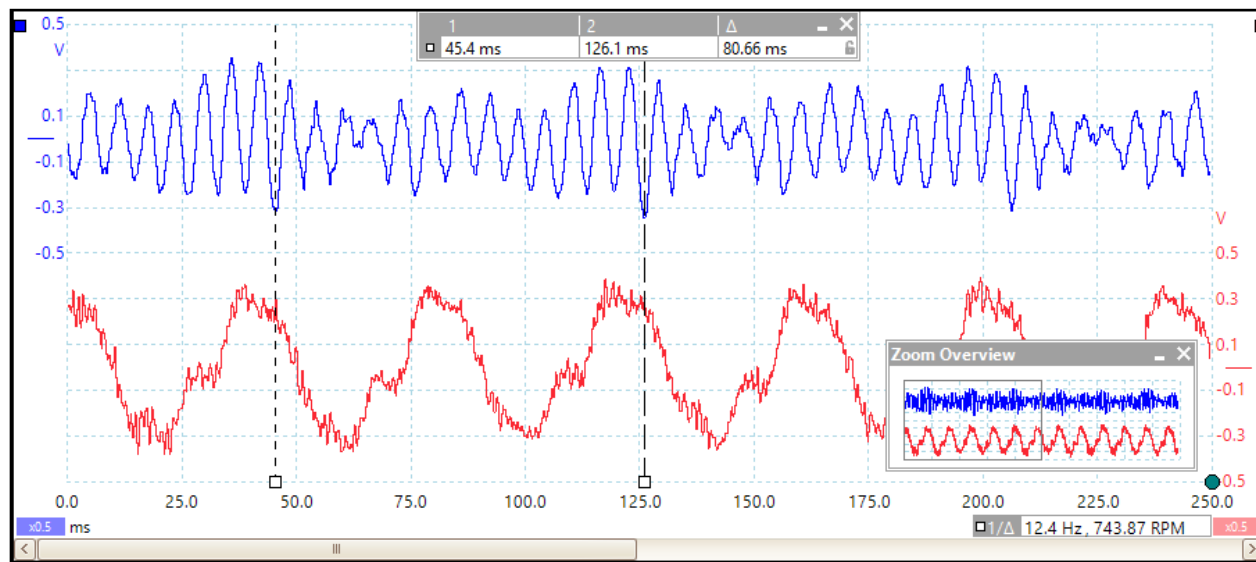 1 2 Δ
45.4 ms 126.1 ms 80.66 ms
0.5
V
0.1
-0.1
-0.3
-0.5
V
0.5
0.3
0.1
-0.1
-0.3
0.5
Zoom Overview
0.0 25.0 50.0 75.0 100.0 125.0 150.0 175.0 200.0 225.0 250.0
x0.5 ms 1/Δ 12.4 Hz, 743.87 RPM x0.5